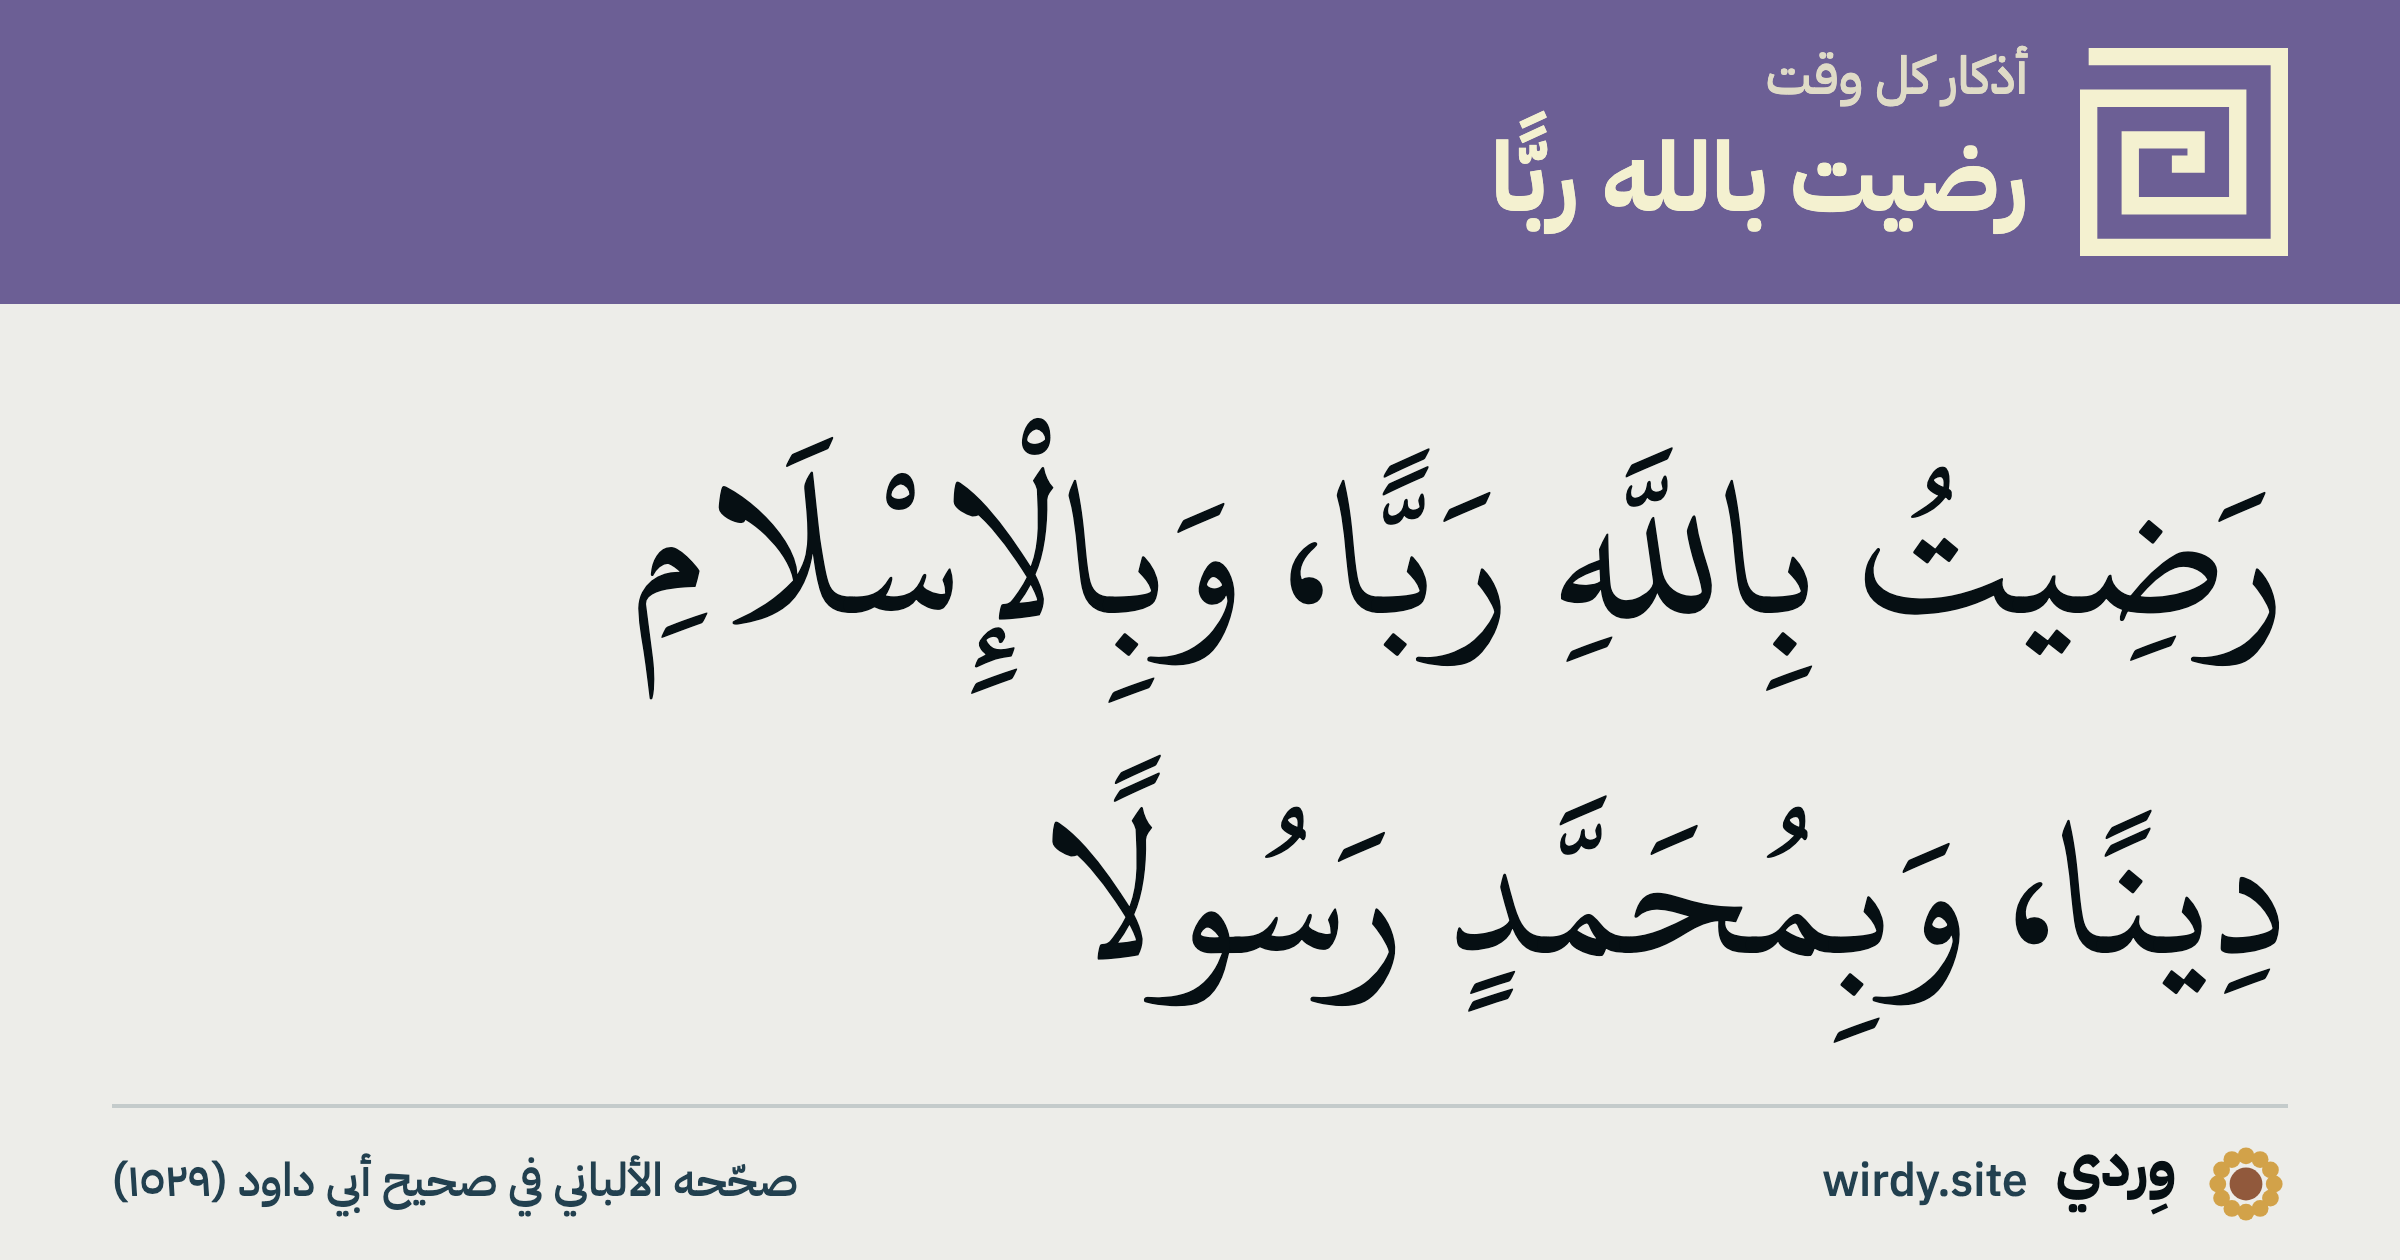 أذكار كل وقت
رضيت بالله ربًّا
رَضِيتُ بِاللَّهِ رَبًّا، وَبِالْإِسْلَامِ
دِينًا، وَبِمُحَمَّدٍ رَسُولًا
وِردي wirdy.site
صحّحه الألباني في صحيح أبي داود (١٥٢٩)